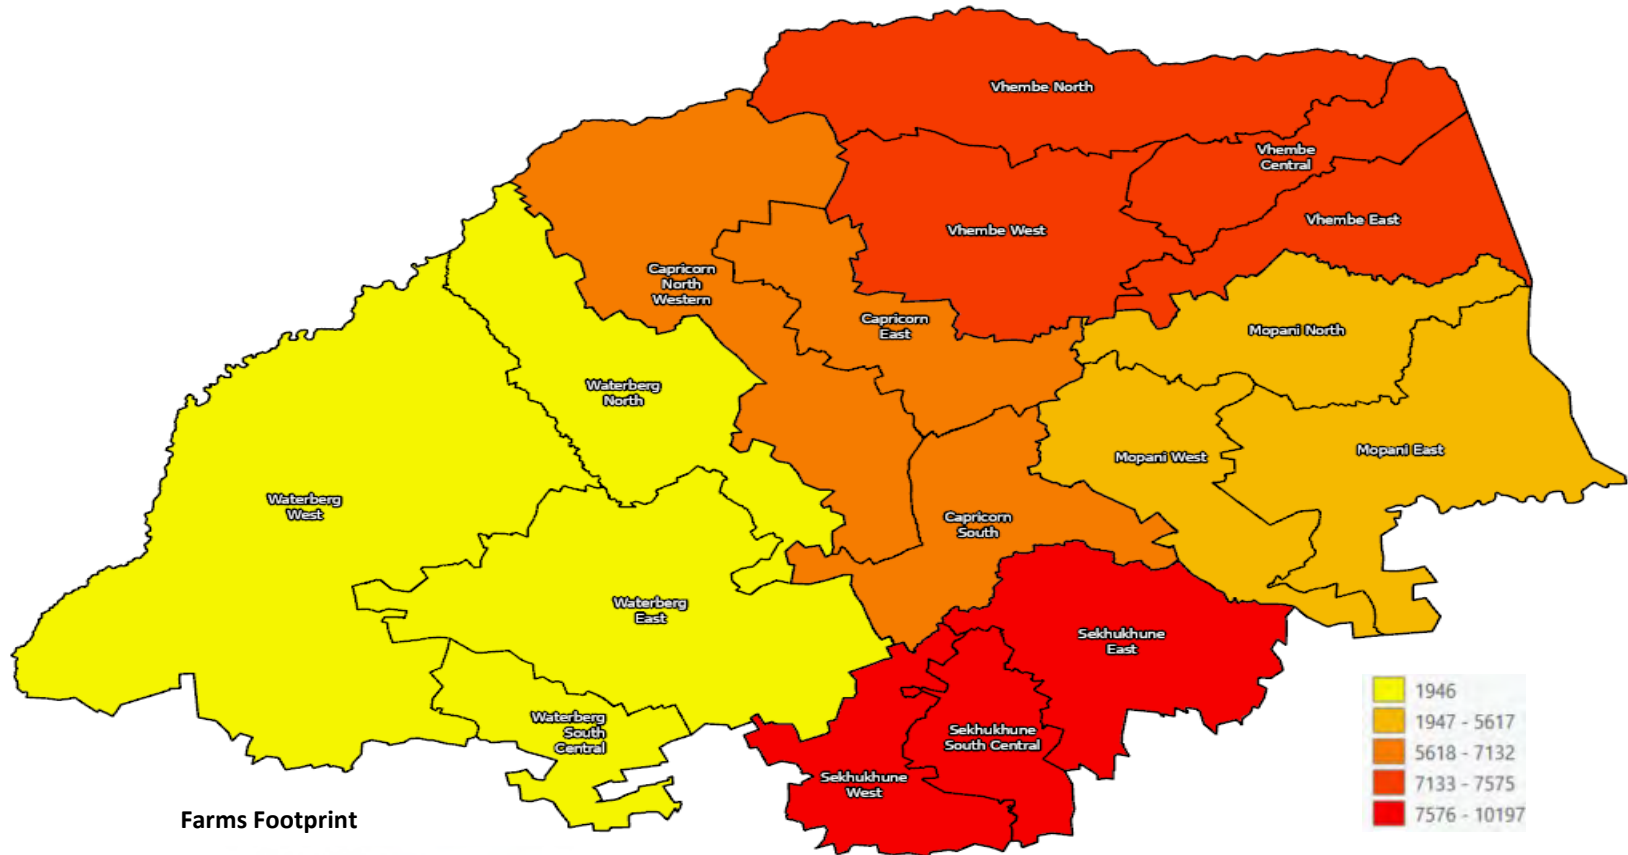 Vhembe North
Vhembe
Central
Vhembe East
Vhembe West
Capricorn
North
Western
Capricorn
East
Mopani North
Waterberg
North
Mopani West
Mopani East
Waterberg
West
Capricorn
South
Waterberg
East
Sekhukhune
East
Waterberg
South
Central
Sekhukhune
South Central
Sekhukhune
West
Farms Footprint
1946
1947 - 5617
5618 - 7132
7133 - 7575
7576 - 10197